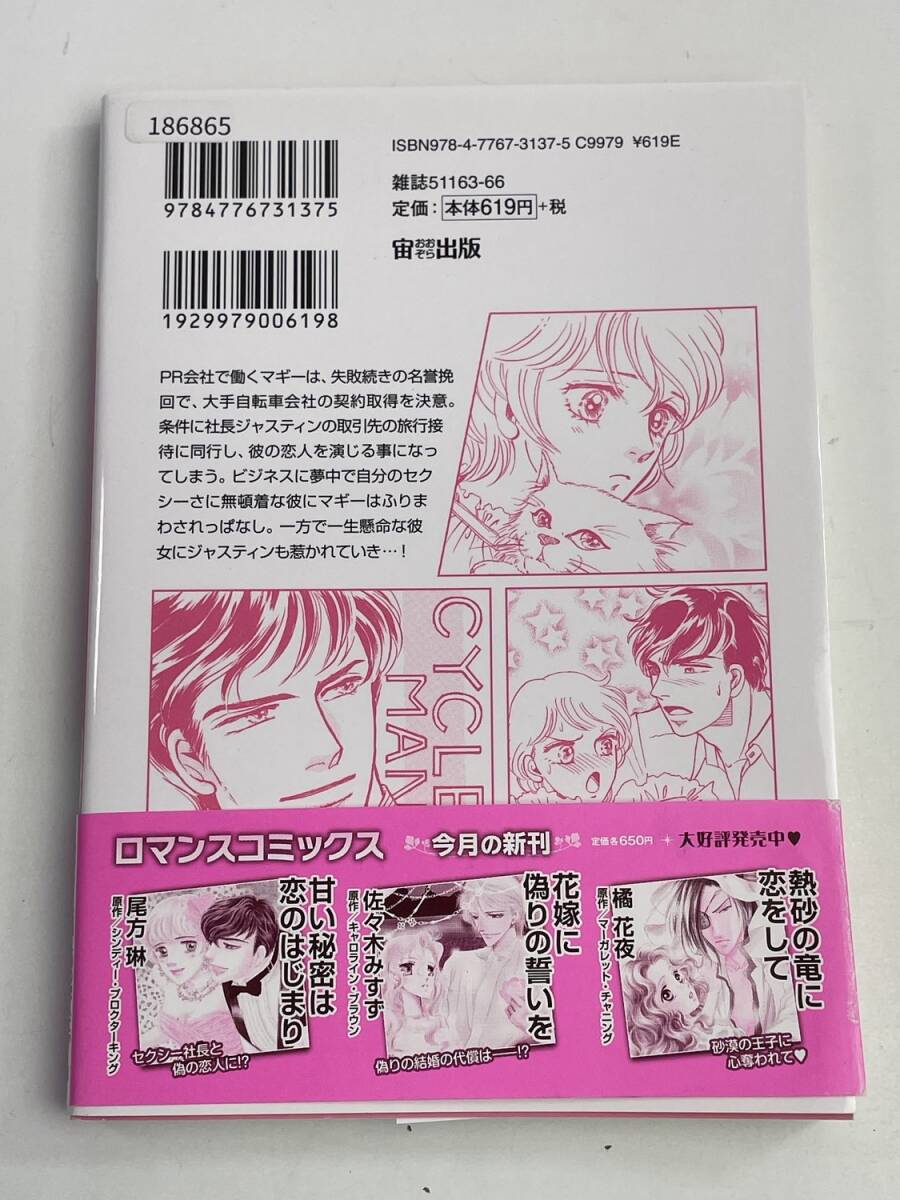 186865
9784776731375
1929979006198
ISBN978-4-7767-3137-5 C9979 ¥619E
雑誌51163-66
定価：本体619円+税
宙おおぞら出版
PR会社で働くマギーは、失敗続きの名誉挽
回で、大手自転車会社の契約取得を決意。
条件に社長ジャスティンの取引先の旅行接
待に同行し、彼の恋人を演じる事になっ
てしまう。ビジネスに夢中で自分のセク
シーさに無頓着な彼にマギーはふりま
わされっぱなし。一方で一生懸命な彼
女にジャスティンも惹かれていき…！
CYCLE
MAN
ロマンスコミックス
今月の新刊
定価各650円
大好評発売中♥
熱砂の竜に
恋をして
橘 花夜
原作／マーガレット・チャニング
砂漠の王子に
心奪われて♥
花嫁に
偽りの誓いを
佐々木みすず
原作／キャロライン・ブラウン
偽りの結婚の代償は――!?
甘い秘密は
恋のはじまり
尾方 琳
原作／シンディー・プロクターキング
セクシー社長と
偽の恋人に!?